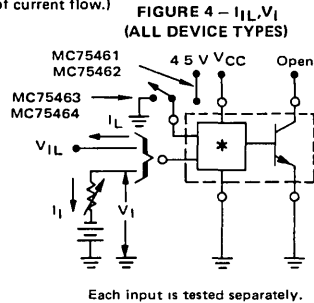 of current flow.)
FIGURE 4 – IIL,VI
(ALL DEVICE TYPES)
MC75461
MC75462
4 5 V VCC Open
MC75463
MC75464
IL
VIL
*
II
VI
Each input is tested separately.